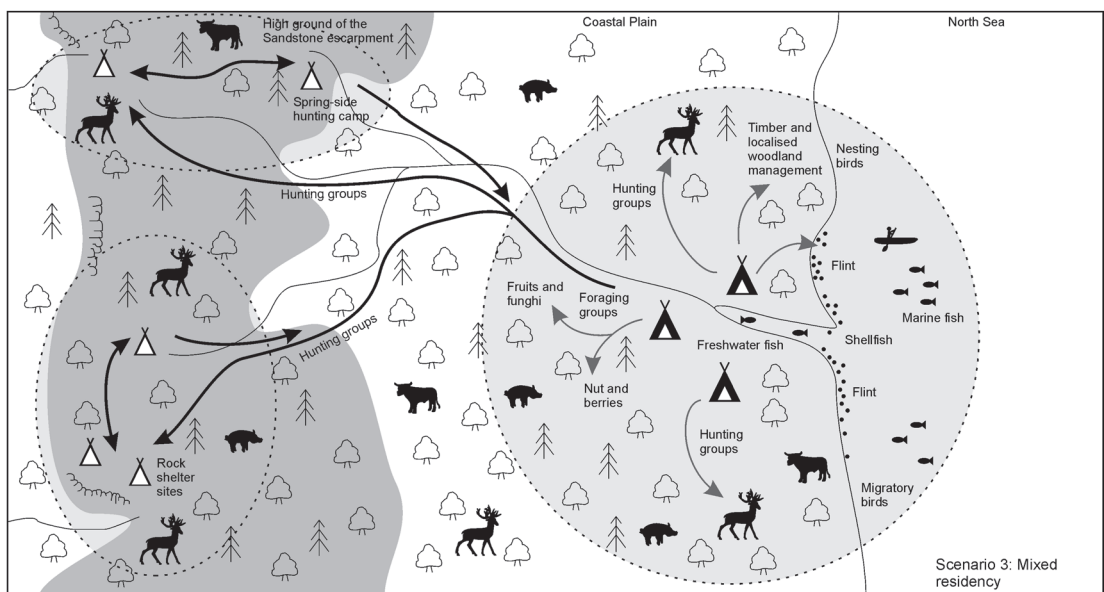 High ground of the
Sandstone escarpment
Coastal Plain
North Sea
Spring-side
hunting camp
Timber and
localised
woodland
management
Nesting
birds
Hunting groups
Hunting
groups
Flint
Fruits and
funghi
Foraging
groups
Marine fish
Freshwater fish
Shellfish
Hunting groups
Nut and
berries
Flint
Hunting
groups
Rock
shelter
sites
Migratory
birds
Scenario 3: Mixed
residency